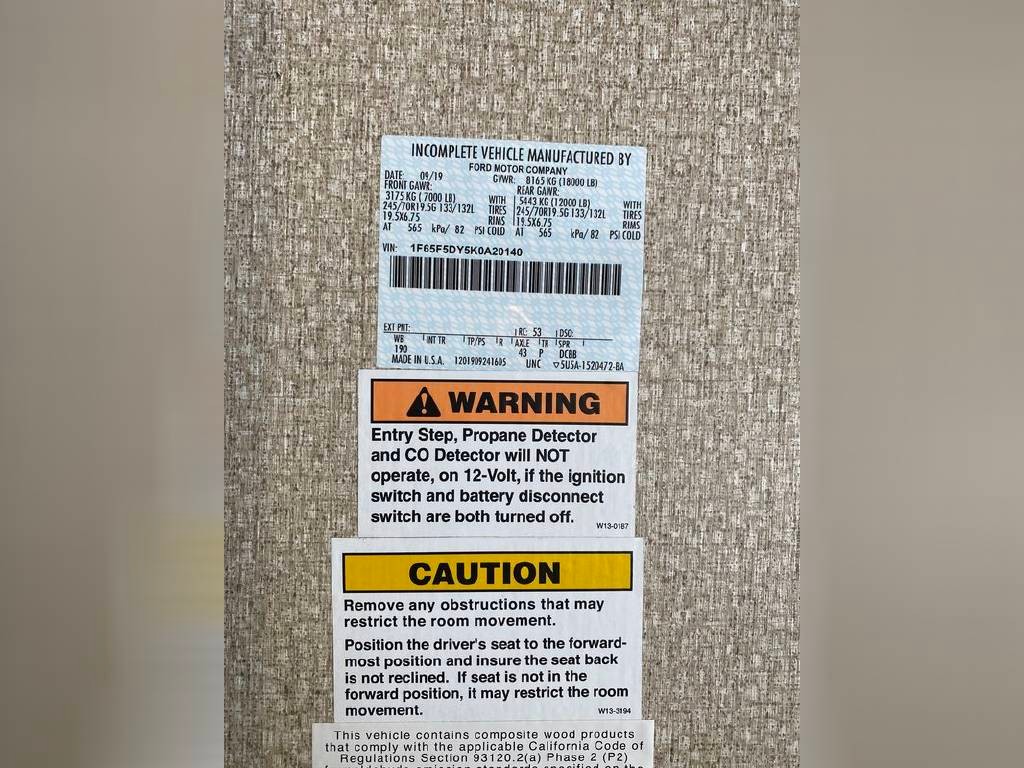 INCOMPLETE VEHICLE MANUFACTURED BY
FORD MOTOR COMPANY
DATE: 09/19 GVWR: 8165 KG (18000 LB)
FRONT GAWR: REAR GAWR:
3175 KG (7000 LB) WITH 5443 KG (12000 LB) WITH
245/70R19.5G 133/132L TIRES 245/70R19.5G 133/132L TIRES
19.5X6.75 RIMS 19.5X6.75 RIMS
AT 565 kPa/ 82 PSI COLD AT 565 kPa/ 82 PSI COLD
VIN: 1F65F5DY5K0A20140
EXT PNT: RC: 53 DSO:
WB INT TR TP/PS R AXLE TR SPR
190 43 P DCBB
MADE IN U.S.A. 1201909241605 UNC ▽5U5A-1520472-BA
⚠ WARNING
Entry Step, Propane Detector
and CO Detector will NOT
operate, on 12-Volt, if the ignition
switch and battery disconnect
switch are both turned off.
W13-0187
CAUTION
Remove any obstructions that may
restrict the room movement.
Position the driver's seat to the forward-
most position and insure the seat back
is not reclined. If seat is not in the
forward position, it may restrict the room
movement.
W13-3194
This vehicle contains composite wood products
that comply with the applicable California Code of
Regulations Section 93120.2(a) Phase 2 (P2)